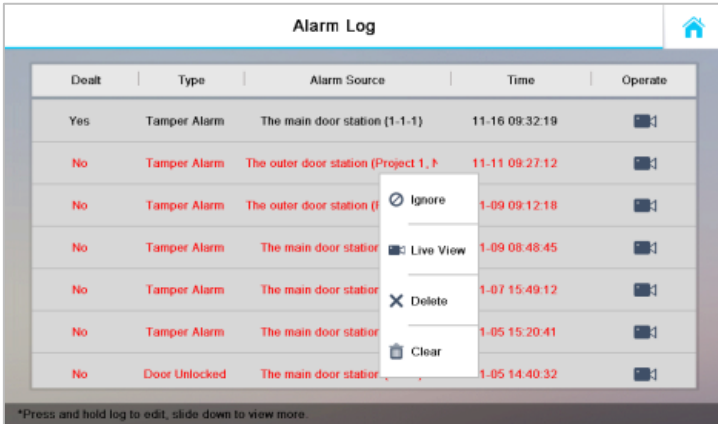 Alarm Log
Dealt Type Alarm Source Time Operate
Yes Tamper Alarm The main door station (1-1-1) 11-16 09:32:19
No Tamper Alarm The outer door station (Project 1, 11-11 09:27:12
No Tamper Alarm The outer door station 1-09 09:12:18
No Tamper Alarm The main door station 1-09 08:48:45
No Tamper Alarm The main door station 1-07 15:49:12
No Tamper Alarm The main door station 1-05 15:20:41
No Door Unlocked The main door station 1-05 14:40:32
Ignore
Live View
Delete
Clear
*Press and hold log to edit, slide down to view more.